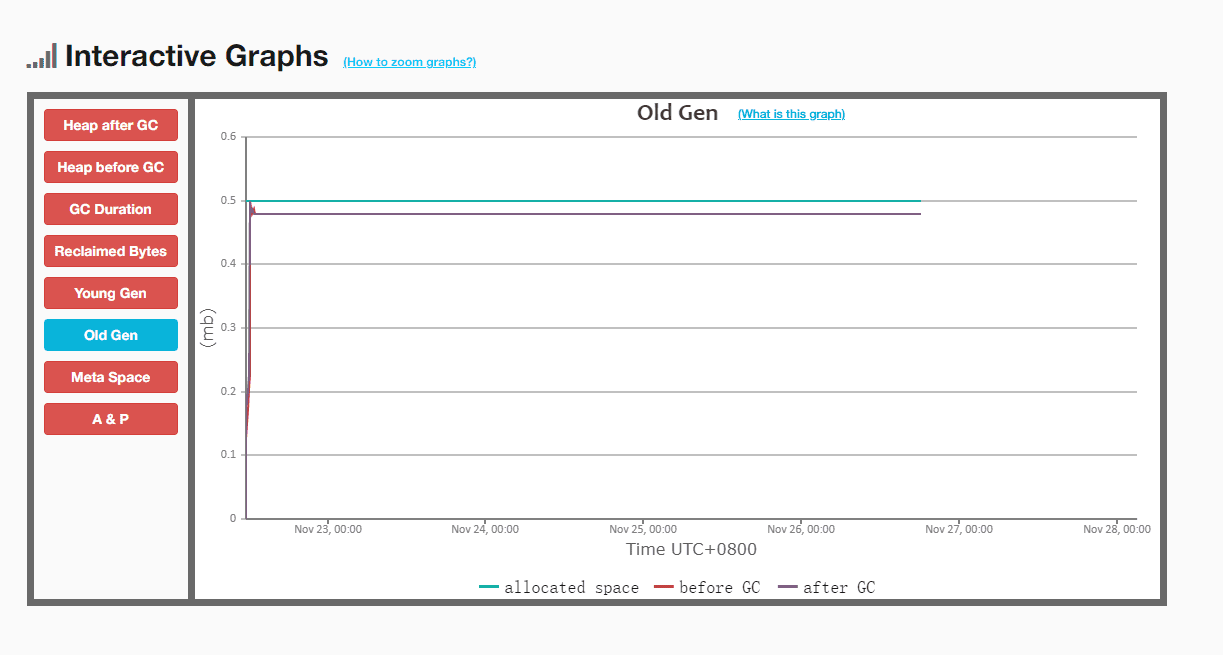 Interactive Graphs (How to zoom graphs?)
Heap after GC
Heap before GC
GC Duration
Reclaimed Bytes
Young Gen
Old Gen
Meta Space
A & P
Old Gen (What is this graph)
0.6
0.5
0.4
0.3
0.2
0.1
0
(mb)
Nov 23, 00:00 Nov 24, 00:00 Nov 25, 00:00 Nov 26, 00:00 Nov 27, 00:00 Nov 28, 00:00
Time UTC+0800
allocated space before GC after GC